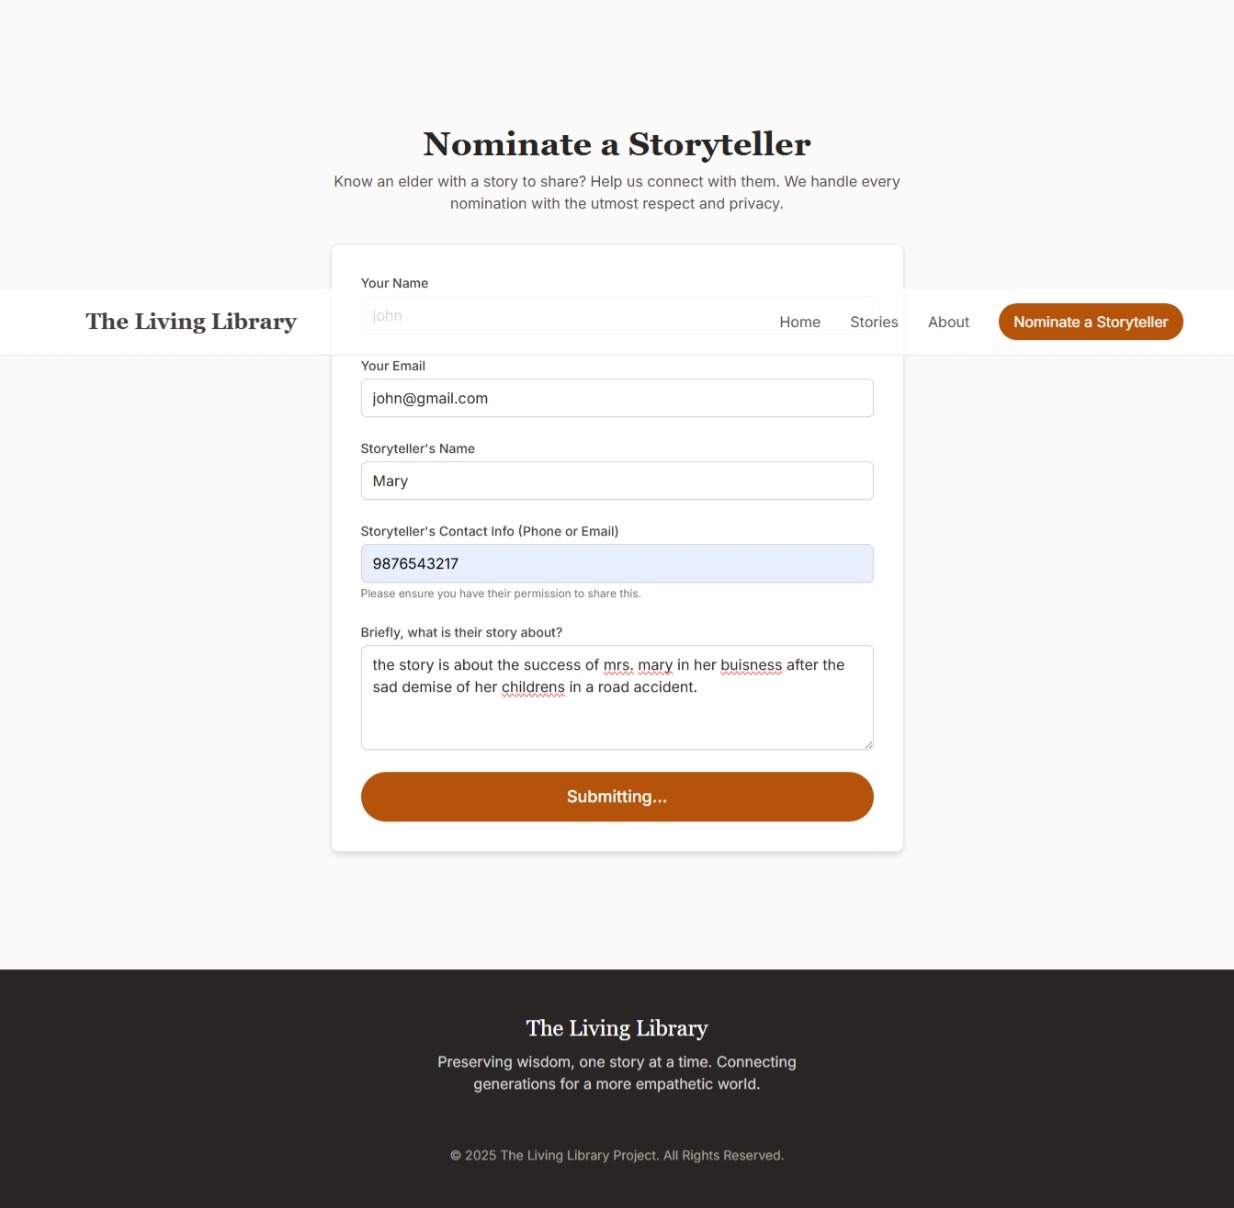 Nominate a Storyteller
Know an elder with a story to share? Help us connect with them. We handle every
nomination with the utmost respect and privacy.
Your Name
john
The Living Library
Home
Stories
About
Nominate a Storyteller
Your Email
john@gmail.com
Storyteller's Name
Mary
Storyteller's Contact Info (Phone or Email)
9876543217
Please ensure you have their permission to share this.
Briefly, what is their story about?
the story is about the success of mrs. mary in her buisness after the
sad demise of her childrens in a road accident.
Submitting...
The Living Library
Preserving wisdom, one story at a time. Connecting
generations for a more empathetic world.
© 2025 The Living Library Project. All Rights Reserved.